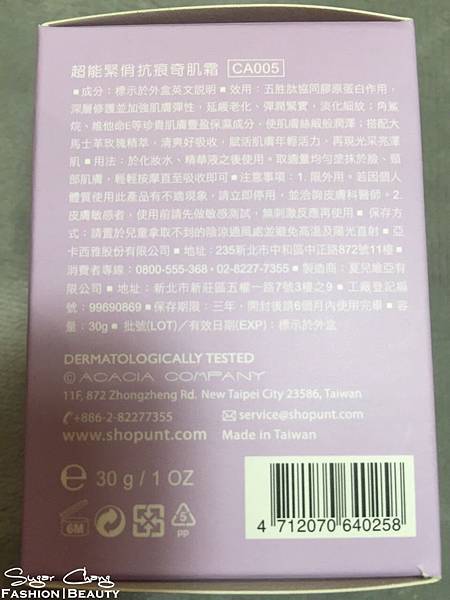 超能緊俏抗痕奇肌霜 CA005
■成分：標示於外盒英文說明 ■ 效用：五胜肽協同膠原蛋白作用，
深層修護並加強肌膚彈性，延緩老化、彈潤緊實，淡化細紋；角鯊
烷、維他命E等珍貴肌膚豐盈保濕成分，使肌膚絲緞般潤澤；搭配大
馬士革玫瑰精萃，清爽好吸收，賦活肌膚年輕活力，再現光采亮澤
肌 ■ 用法：於化妝水、精華液之後使用。取適量均勻塗抹於臉、頸
部肌膚，輕輕按摩直至吸收即可 ■ 注意事項：1. 限外用。若因個人
體質使用此產品有不適現象，請立即停用，並洽詢皮膚科醫師。2.
皮膚敏感者，使用前請先做敏感測試，無刺激反應再使用 ■ 保存方
式：請置於兒童拿取不到的陰涼通風處並避免高溫及陽光直射 ■ 亞
卡西雅股份有限公司 ■ 地址：235新北市中和區中正路872號11樓 ■
消費者專線：0800-555-368，02-8227-7355 ■ 製造商：夏兒維亞有
限公司 ■ 地址：新北市新莊區五權一路7號3樓之9 ■ 工廠登記編
號：99690869 ■保存期限：三年，開封後請6個月內使用完畢 ■ 容
量：30g ■ 批號(LOT)／有效日期(EXP)：標示於外盒
DERMATOLOGICALLY TESTED
© ACACIA COMPANY
11F, 872 Zhongzheng Rd. New Taipei City 23586, Taiwan
+886-2-82277355 service@shopunt.com
www.shopunt.com Made in Taiwan
e 30 g / 1 OZ
6M
5
PP
4 712070 640258
Sugar Chang
FASHION|BEAUTY